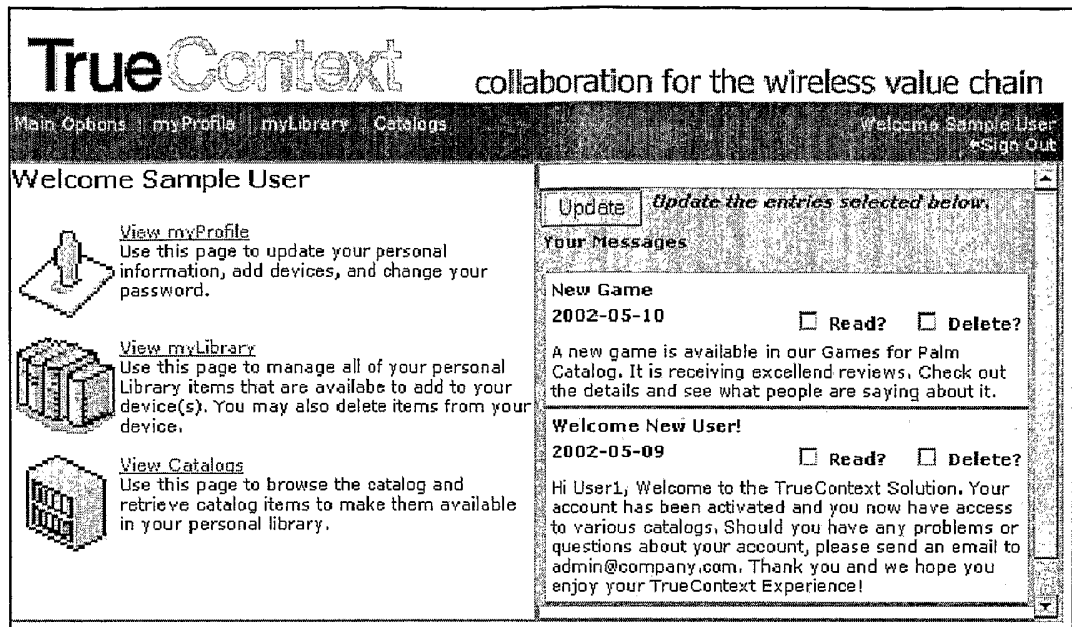 TrueContext
collaboration for the wireless value chain
Main Options | myProfile | myLibrary | Catalogs
Welcome Sample User
Sign Out
Welcome Sample User
View myProfile
Use this page to update your personal
information, add devices, and change your
password.
View myLibrary
Use this page to manage all of your personal
Library items that are availabe to add to your
device(s). You may also delete items from your
device.
View Catalogs
Use this page to browse the catalog and
retrieve catalog items to make them available
in your personal library.
Update Update the entries selected below.
Your Messages
New Game
2002-05-10 Read? Delete?
A new game is available in our Games for Palm
Catalog. It is receiving excellend reviews. Check out
the details and see what people are saying about it.
Welcome New User!
2002-05-09 Read? Delete?
Hi User1, Welcome to the TrueContext Solution. Your
account has been activated and you now have access
to various catalogs. Should you have any problems or
questions about your account, please send an email to
admin@company.com. Thank you and we hope you
enjoy your TrueContext Experience!